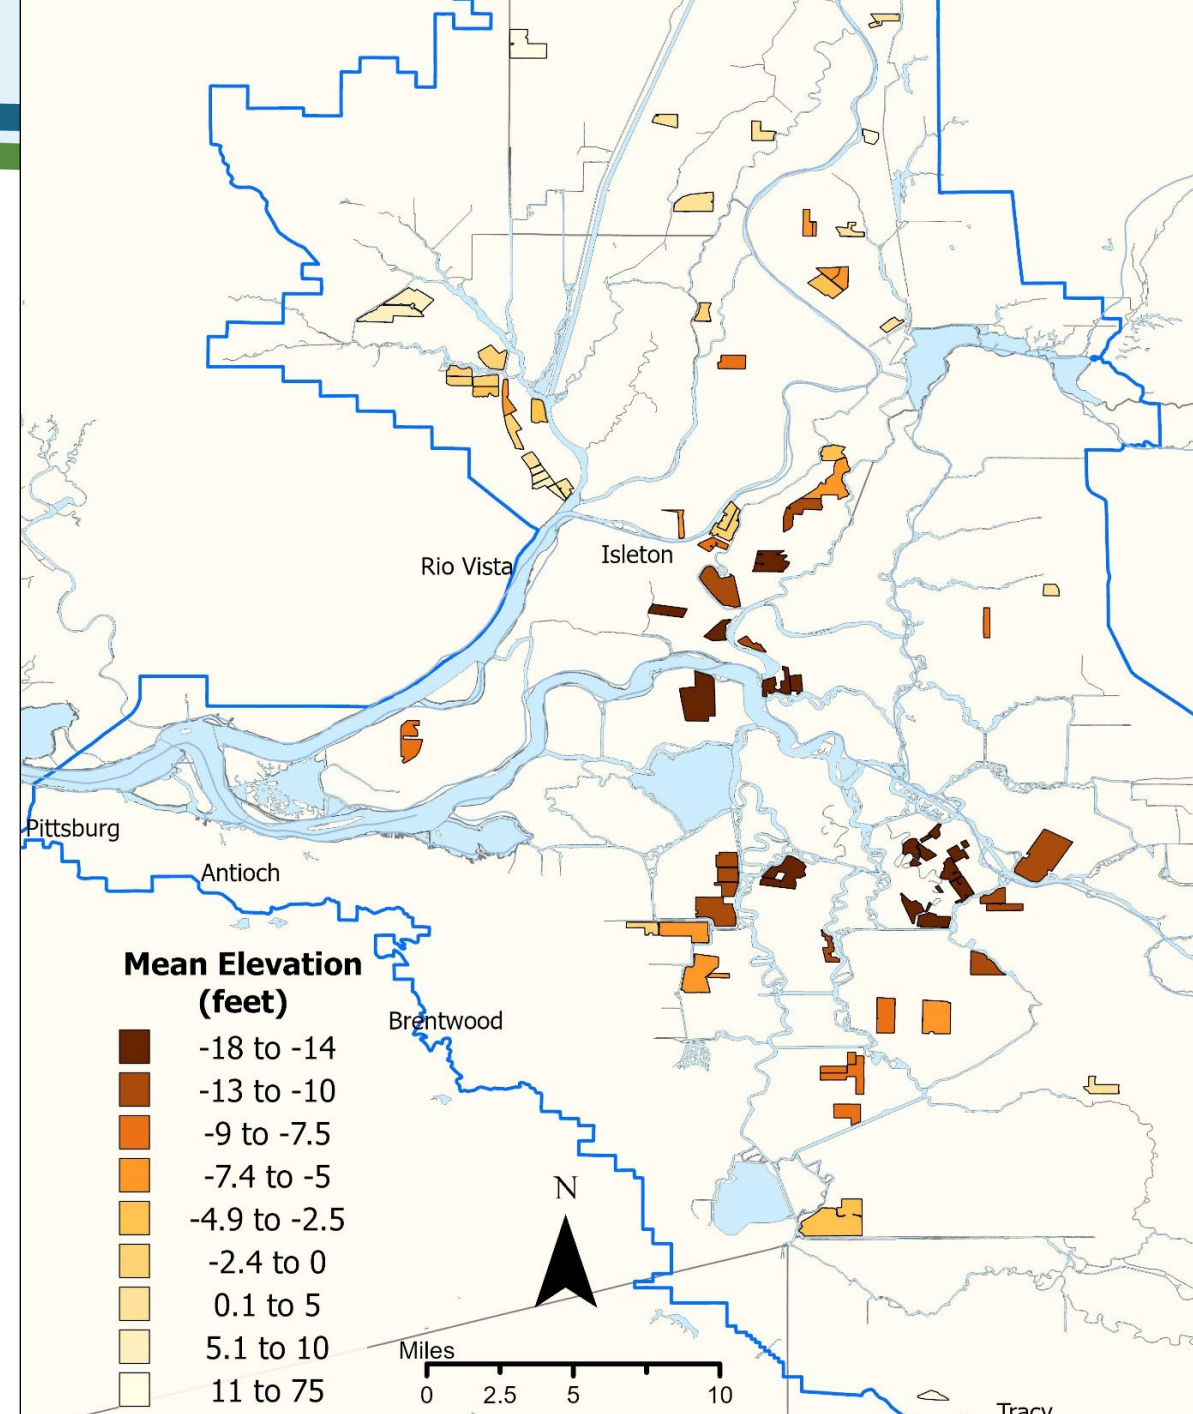 Rio Vista
Isleton
Pittsburg
Antioch
Mean Elevation
(feet)
Brentwood
-18 to -14
-13 to -10
-9 to -7.5
-7.4 to -5
-4.9 to -2.5
-2.4 to 0
0.1 to 5
5.1 to 10
11 to 75
N
Miles
0 2.5 5 10
Tracy